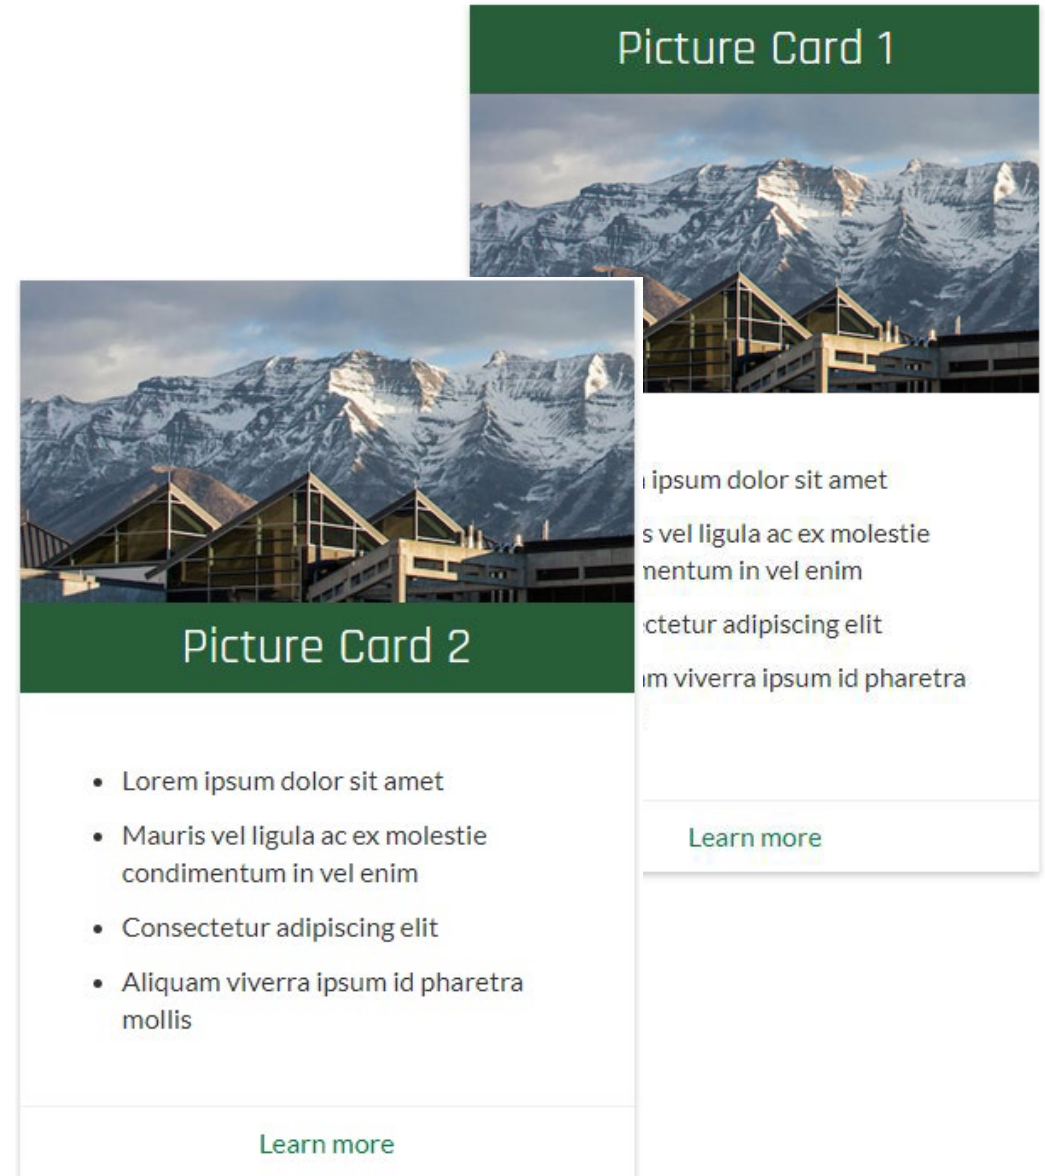 Picture Card 1
ipsum dolor sit amet
vel ligula ac ex molestie
in vel enim
adipiscing elit
viverra ipsum id pharetra
Learn more
Picture Card 2
Lorem ipsum dolor sit amet
Mauris vel ligula ac ex molestie
condimentum in vel enim
Consectetur adipiscing elit
Aliquam viverra ipsum id pharetra
mollis
Learn more